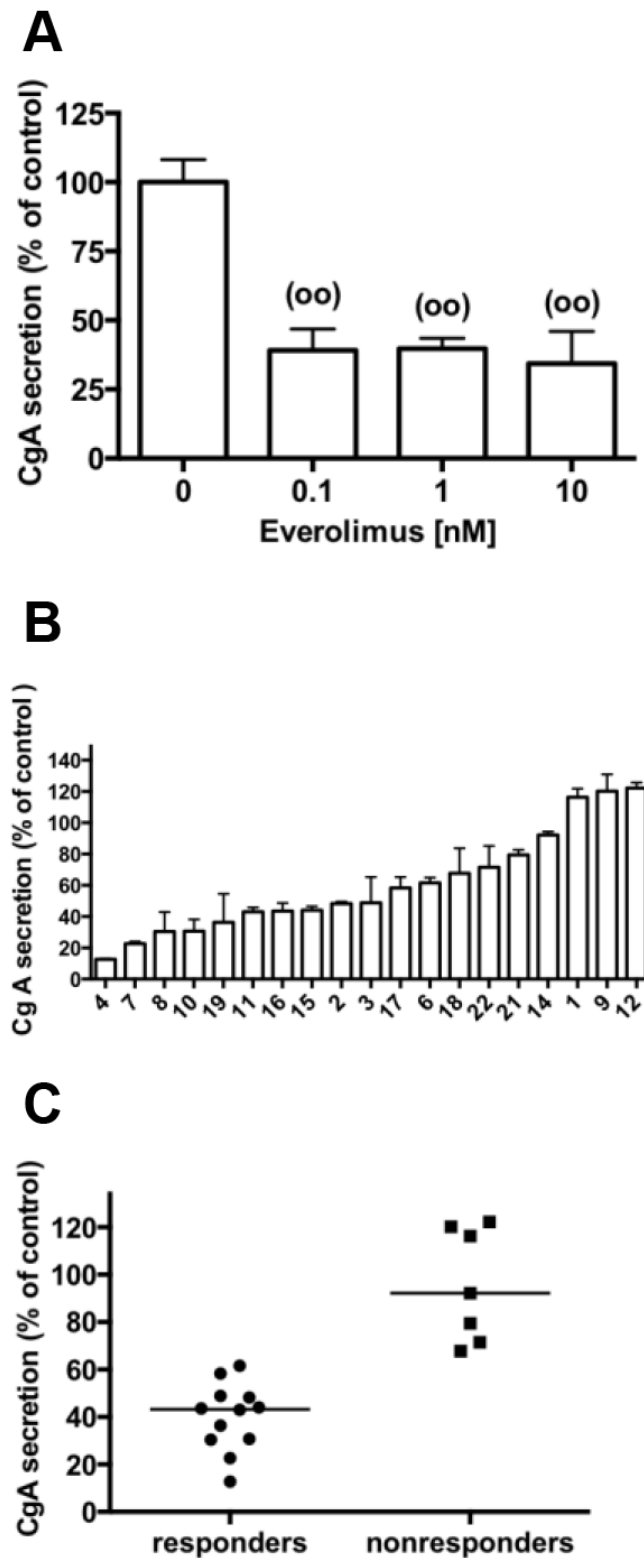 A
CgA secretion (% of control)
125
100
75
50
25
0
(oo) (oo) (oo)
0 0.1 1 10
Everolimus [nM]
B
Cg A secretion (% of control )
140
120
100
80
60
40
20
0
4 7 8 10 19 11 16 15 2 3 17 6 18 22 21 14 1 9 12
C
CgA secretion (% of control)
120
100
80
60
40
20
0
responders nonresponders